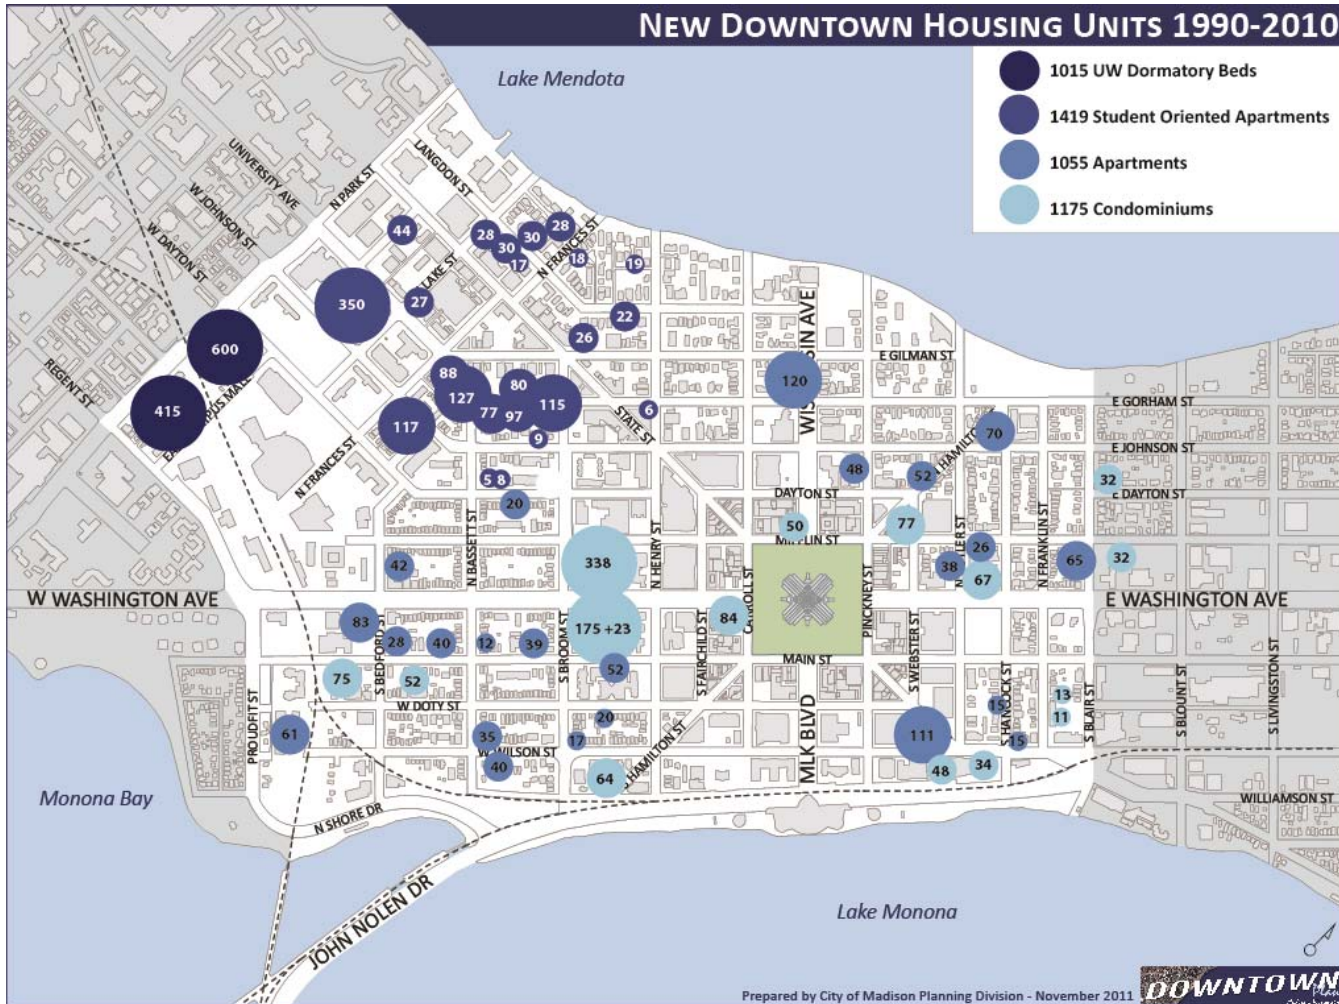 NEW DOWNTOWN HOUSING UNITS 1990-2010
1015 UW Dormatory Beds
1419 Student Oriented Apartments
1055 Apartments
1175 Condominiums
Lake Mendota
LANGDON ST
N PARK ST
UNIVERSITY AVE
W JOHNSON ST
W DAYTON ST
N FRANCES ST
LAKE ST
44
28
30
30
28
17
18
19
350
27
22
26
600
REGENT ST
415
88
127
77
80
97
115
117
9
6
STATE ST
N FRANCES ST
5
8
20
120
E GILMAN ST
E GORHAM ST
70
E JOHNSON ST
48
52
32
DAYTON ST
E DAYTON ST
50
77
MIFFLIN ST
N BASSETT ST
N HENRY ST
N FRANKLIN ST
42
338
38
26
67
65
32
W WASHINGTON AVE
E WASHINGTON AVE
83
28
40
12
39
175 +23
84
CARROLL ST
PINCKNEY ST
S BEDFORD ST
S BROOM ST
S FAIRCHILD ST
S WEBSTER ST
MAIN ST
52
75
52
W DOTY ST
PROUDFIT ST
S HANCOCK ST
S BLAIR ST
S BLOUNT ST
S LIVINGSTON ST
13
11
15
15
61
35
20
17
111
W WILSON ST
S HAMILTON ST
MLK BLVD
40
64
48
34
Monona Bay
N SHORE DR
WILLIAMSON ST
JOHN NOLEN DR
Lake Monona
Prepared by City of Madison Planning Division - November 2011
DOWNTOWN